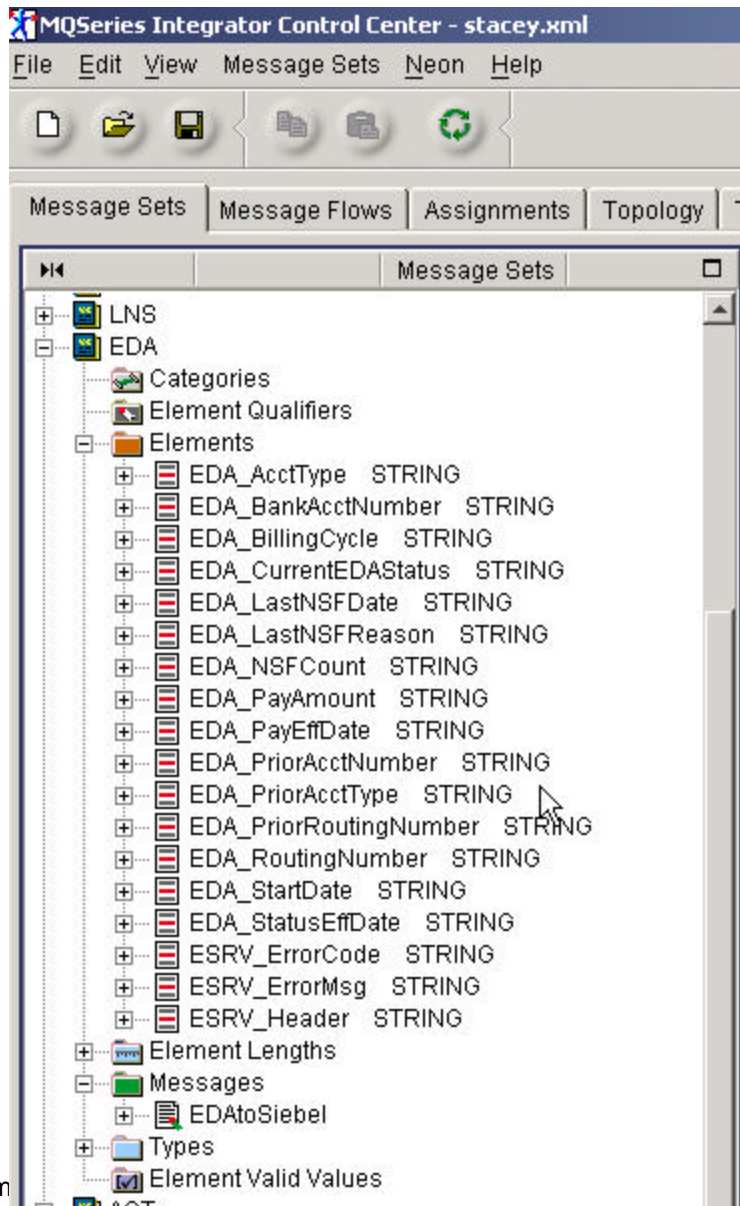 MQSeries Integrator Control Center - stacey.xml
File Edit View Message Sets Neon Help
Message Sets Message Flows Assignments Topology
Message Sets
LNS
EDA
Categories
Element Qualifiers
Elements
EDA_AcctType STRING
EDA_BankAcctNumber STRING
EDA_BillingCycle STRING
EDA_CurrentEDAStatus STRING
EDA_LastNSFDate STRING
EDA_LastNSFReason STRING
EDA_NSFCount STRING
EDA_PayAmount STRING
EDA_PayEffDate STRING
EDA_PriorAcctNumber STRING
EDA_PriorAcctType STRING
EDA_PriorRoutingNumber STRING
EDA_RoutingNumber STRING
EDA_StartDate STRING
EDA_StatusEffDate STRING
ESRV_ErrorCode STRING
ESRV_ErrorMsg STRING
ESRV_Header STRING
Element Lengths
Messages
EDAtoSiebel
Types
Element Valid Values